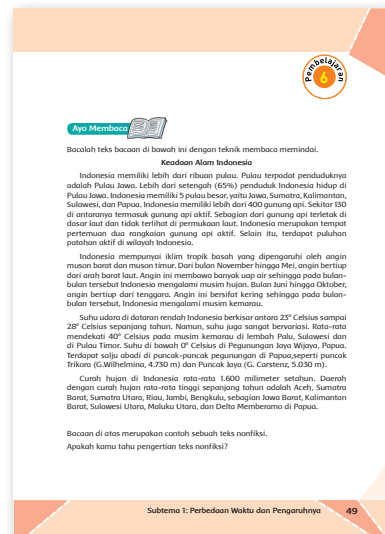 Pembelajaran
6
Ayo Membaca
Bacalah teks bacaan di bawah ini dengan teknik membaca memindai.
Keadaan Alam Indonesia
Indonesia memiliki lebih dari ribuan pulau. Pulau terpadat penduduknya
adalah Pulau Jawa. Lebih dari setengah (65%) penduduk Indonesia hidup di
Pulau Jawa. Indonesia memiliki 5 pulau besar, yaitu Jawa, Sumatra, Kalimantan,
Sulawesi, dan Papua. Indonesia memiliki lebih dari 400 gunung api. Sekitar 130
di antaranya termasuk gunung api aktif. Sebagian dari gunung api terletak di
dasar laut dan tidak terlihat di permukaan laut. Indonesia merupakan tempat
pertemuan dua rangkaian gunung api aktif. Selain itu, terdapat puluhan
patahan aktif di wilayah Indonesia.
Indonesia mempunyai iklim tropik basah yang dipengaruhi oleh angin
muson barat dan muson timur. Dari bulan November hingga Mei, angin bertiup
dari arah barat laut. Angin ini membawa banyak uap air sehingga pada bulan-
bulan tersebut Indonesia mengalami musim hujan. Bulan Juni hingga Oktober,
angin bertiup dari tenggara. Angin ini bersifat kering sehingga pada bulan-
bulan tersebut, Indonesia mengalami musim kemarau.
Suhu udara di dataran rendah Indonesia berkisar antara 23° Celsius sampai
28° Celsius sepanjang tahun. Namun, suhu juga sangat bervariasi. Rata-rata
mendekati 40° Celsius pada musim kemarau di lembah Palu, Sulawesi dan
di Pulau Timor. Suhu di bawah 0° Celsius di Pegunungan Jaya Wijaya, Papua.
Terdapat salju abadi di puncak-puncak pegunungan di Papua,seperti puncak
Trikora (G.Wilhelmina, 4.730 m) dan Puncak Jaya (G. Carstenz, 5.030 m).
Curah hujan di Indonesia rata-rata 1.600 milimeter setahun. Daerah
dengan curah hujan rata-rata tinggi sepanjang tahun adalah Aceh, Sumatra
Barat, Sumatra Utara, Riau, Jambi, Bengkulu, sebagian Jawa Barat, Kalimantan
Barat, Sulawesi Utara, Maluku Utara, dan Delta Memberamo di Papua.
Bacaan di atas merupakan contoh sebuah teks nonfiksi.
Apakah kamu tahu pengertian teks nonfiksi?
Subtema 1: Perbedaan Waktu dan Pengaruhnya 49